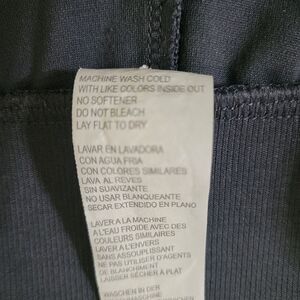 MACHINE WASH COLD
WITH LIKE COLORS INSIDE OUT
NO SOFTENER
DO NOT BLEACH
LAY FLAT TO DRY
LAVAR EN LAVADORA
CON AGUA FRIA
CON COLORES SIMILARES
LAVA AL REVES
SIN SUAVIZANTE
NO USAR BLANQUEANTE
SECAR EXTENDIDO EN PLANO
LAVER A LA MACHINE
A L'EAU FROIDE AVEC DES
COULEURS SIMILAIRES
LAVER A L'ENVERS
SANS ASSOUPLISSANT
NE PAS UTILISER D'AGENTS
DE BLANCHIMENT
LAISSER SÉCHER À PLAT
WASCHEN IN DER